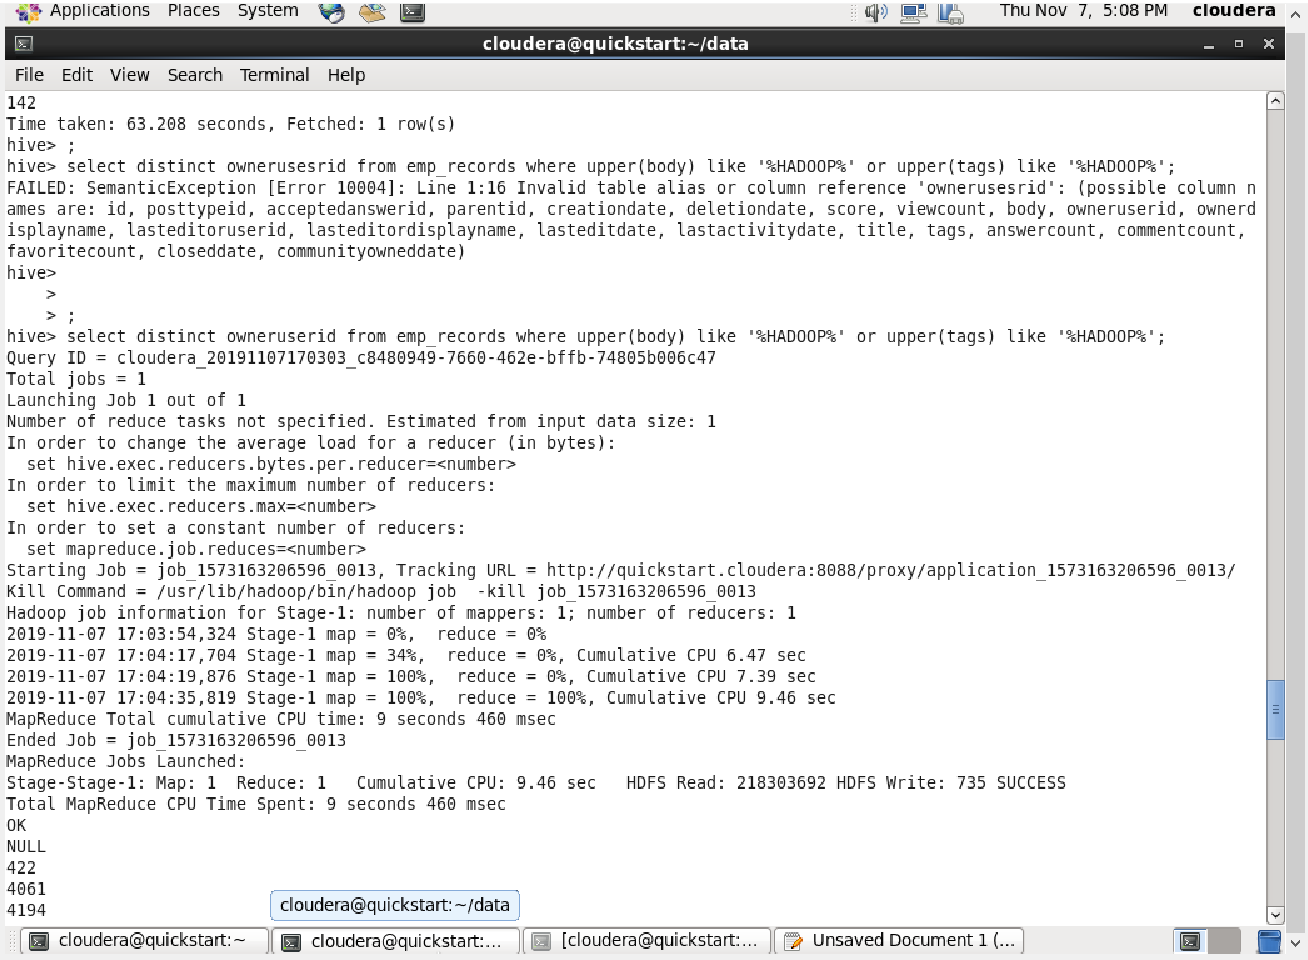 Applications Places System Thu Nov 7, 5:08 PM cloudera
cloudera@quickstart:~/data
File Edit View Search Terminal Help
142
Time taken: 63.208 seconds, Fetched: 1 row(s)
hive> ;
hive> select distinct ownerusesrid from emp_records where upper(body) like '%HADOOP%' or upper(tags) like '%HADOOP%';
FAILED: SemanticException [Error 10004]: Line 1:16 Invalid table alias or column reference 'ownerusesrid': (possible column n
ames are: id, posttypeid, acceptedanswerid, parentid, creationdate, deletiondate, score, viewcount, body, owneruserid, ownerd
isplayname, lasteditoruserid, lasteditordisplayname, lasteditdate, lastactivitydate, title, tags, answercount, commentcount,
favoritecount, closeddate, communityowneddate)
hive>
    >
    > ;
hive> select distinct owneruserid from emp_records where upper(body) like '%HADOOP%' or upper(tags) like '%HADOOP%';
Query ID = cloudera_20191107170303_c8480949-7660-462e-bffb-74805b006c47
Total jobs = 1
Launching Job 1 out of 1
Number of reduce tasks not specified. Estimated from input data size: 1
In order to change the average load for a reducer (in bytes):
  set hive.exec.reducers.bytes.per.reducer=<number>
In order to limit the maximum number of reducers:
  set hive.exec.reducers.max=<number>
In order to set a constant number of reducers:
  set mapreduce.job.reduces=<number>
Starting Job = job_1573163206596_0013, Tracking URL = http://quickstart.cloudera:8088/proxy/application_1573163206596_0013/
Kill Command = /usr/lib/hadoop/bin/hadoop job  -kill job_1573163206596_0013
Hadoop job information for Stage-1: number of mappers: 1; number of reducers: 1
2019-11-07 17:03:54,324 Stage-1 map = 0%,  reduce = 0%
2019-11-07 17:04:17,704 Stage-1 map = 34%,  reduce = 0%, Cumulative CPU 6.47 sec
2019-11-07 17:04:19,876 Stage-1 map = 100%,  reduce = 0%, Cumulative CPU 7.39 sec
2019-11-07 17:04:35,819 Stage-1 map = 100%,  reduce = 100%, Cumulative CPU 9.46 sec
MapReduce Total cumulative CPU time: 9 seconds 460 msec
Ended Job = job_1573163206596_0013
MapReduce Jobs Launched:
Stage-Stage-1: Map: 1  Reduce: 1   Cumulative CPU: 9.46 sec   HDFS Read: 218303692 HDFS Write: 735 SUCCESS
Total MapReduce CPU Time Spent: 9 seconds 460 msec
OK
NULL
422
4061
4194
cloudera@quickstart:~/data
cloudera@quickstart:~ cloudera@quickstart:... [cloudera@quickstart:... Unsaved Document 1 (...